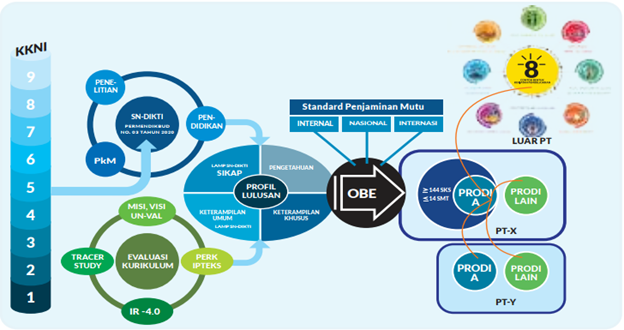 KKNI
9
8
7
6
5
4
3
2
1
PENE-
LITIAN
SN-DIKTI
PERMENDIKBUD
NO. 03 TAHUN 2020
PEN-
DIDIKAN
PkM
MISI, VISI
UN-VAL
TRACER
STUDY
EVALUASI
KURIKULUM
PERK
IPTEKS
IR -4.0
LAMP SN-DIKTI
SIKAP
PENGETAHUAN
PROFIL
LULUSAN
KETERAMPILAN
UMUM
LAMP SN-DIKTI
KETERAMPILAN
KHUSUS
Standard Penjaminan Mutu
INTERNAL
NASIONAL
INTERNASI
OBE
8
LUAR PT
≥ 144 SKS
≤ 14 SMT
PRODI
A
PRODI
LAIN
PT-X
PRODI
A
PRODI
LAIN
PT-Y